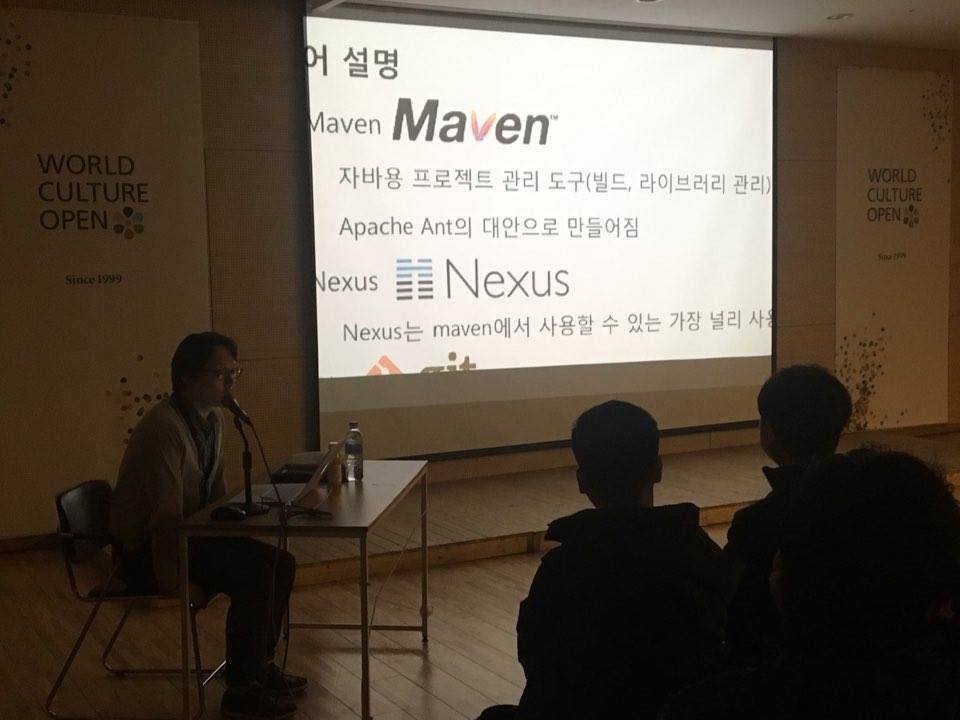 WORLD
CULTURE
OPEN
Since 1999
어 설명
Maven Maven™
자바용 프로젝트 관리 도구(빌드, 라이브러리 관리)
Apache Ant의 대안으로 만들어짐
Nexus Nexus
Nexus는 maven에서 사용할 수 있는 가장 널리 사용
git
WORLD
CULTURE
OPEN
Since 1999